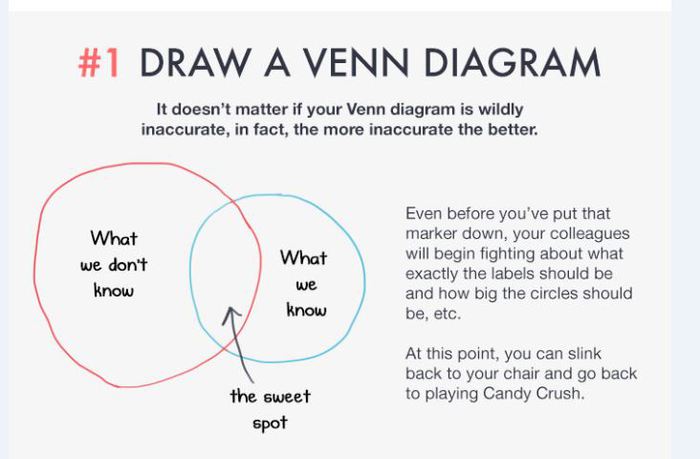 #1 DRAW A VENN DIAGRAM
It doesn't matter if your Venn diagram is wildly
inaccurate, in fact, the more inaccurate the better.
What
we don't
know
What
we
know
the sweet
spot
Even before you've put that
marker down, your colleagues
will begin fighting about what
exactly the labels should be
and how big the circles should
be, etc.
At this point, you can slink
back to your chair and go back
to playing Candy Crush.